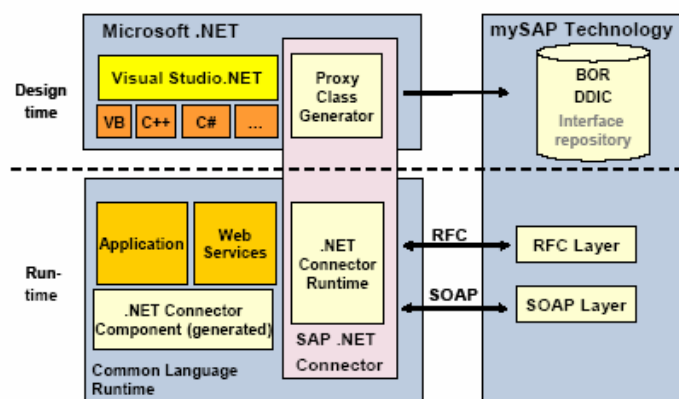 Microsoft .NET
mySAP Technology
Design
time
Visual Studio.NET
VB
C++
C#
...
Proxy
Class
Generator
BOR
DDIC
Interface
repository
Run-
time
Application
Web
Services
.NET
Connector
Runtime
RFC
RFC Layer
SOAP
SOAP Layer
.NET Connector
Component (generated)
SAP .NET
Connector
Common Language
Runtime